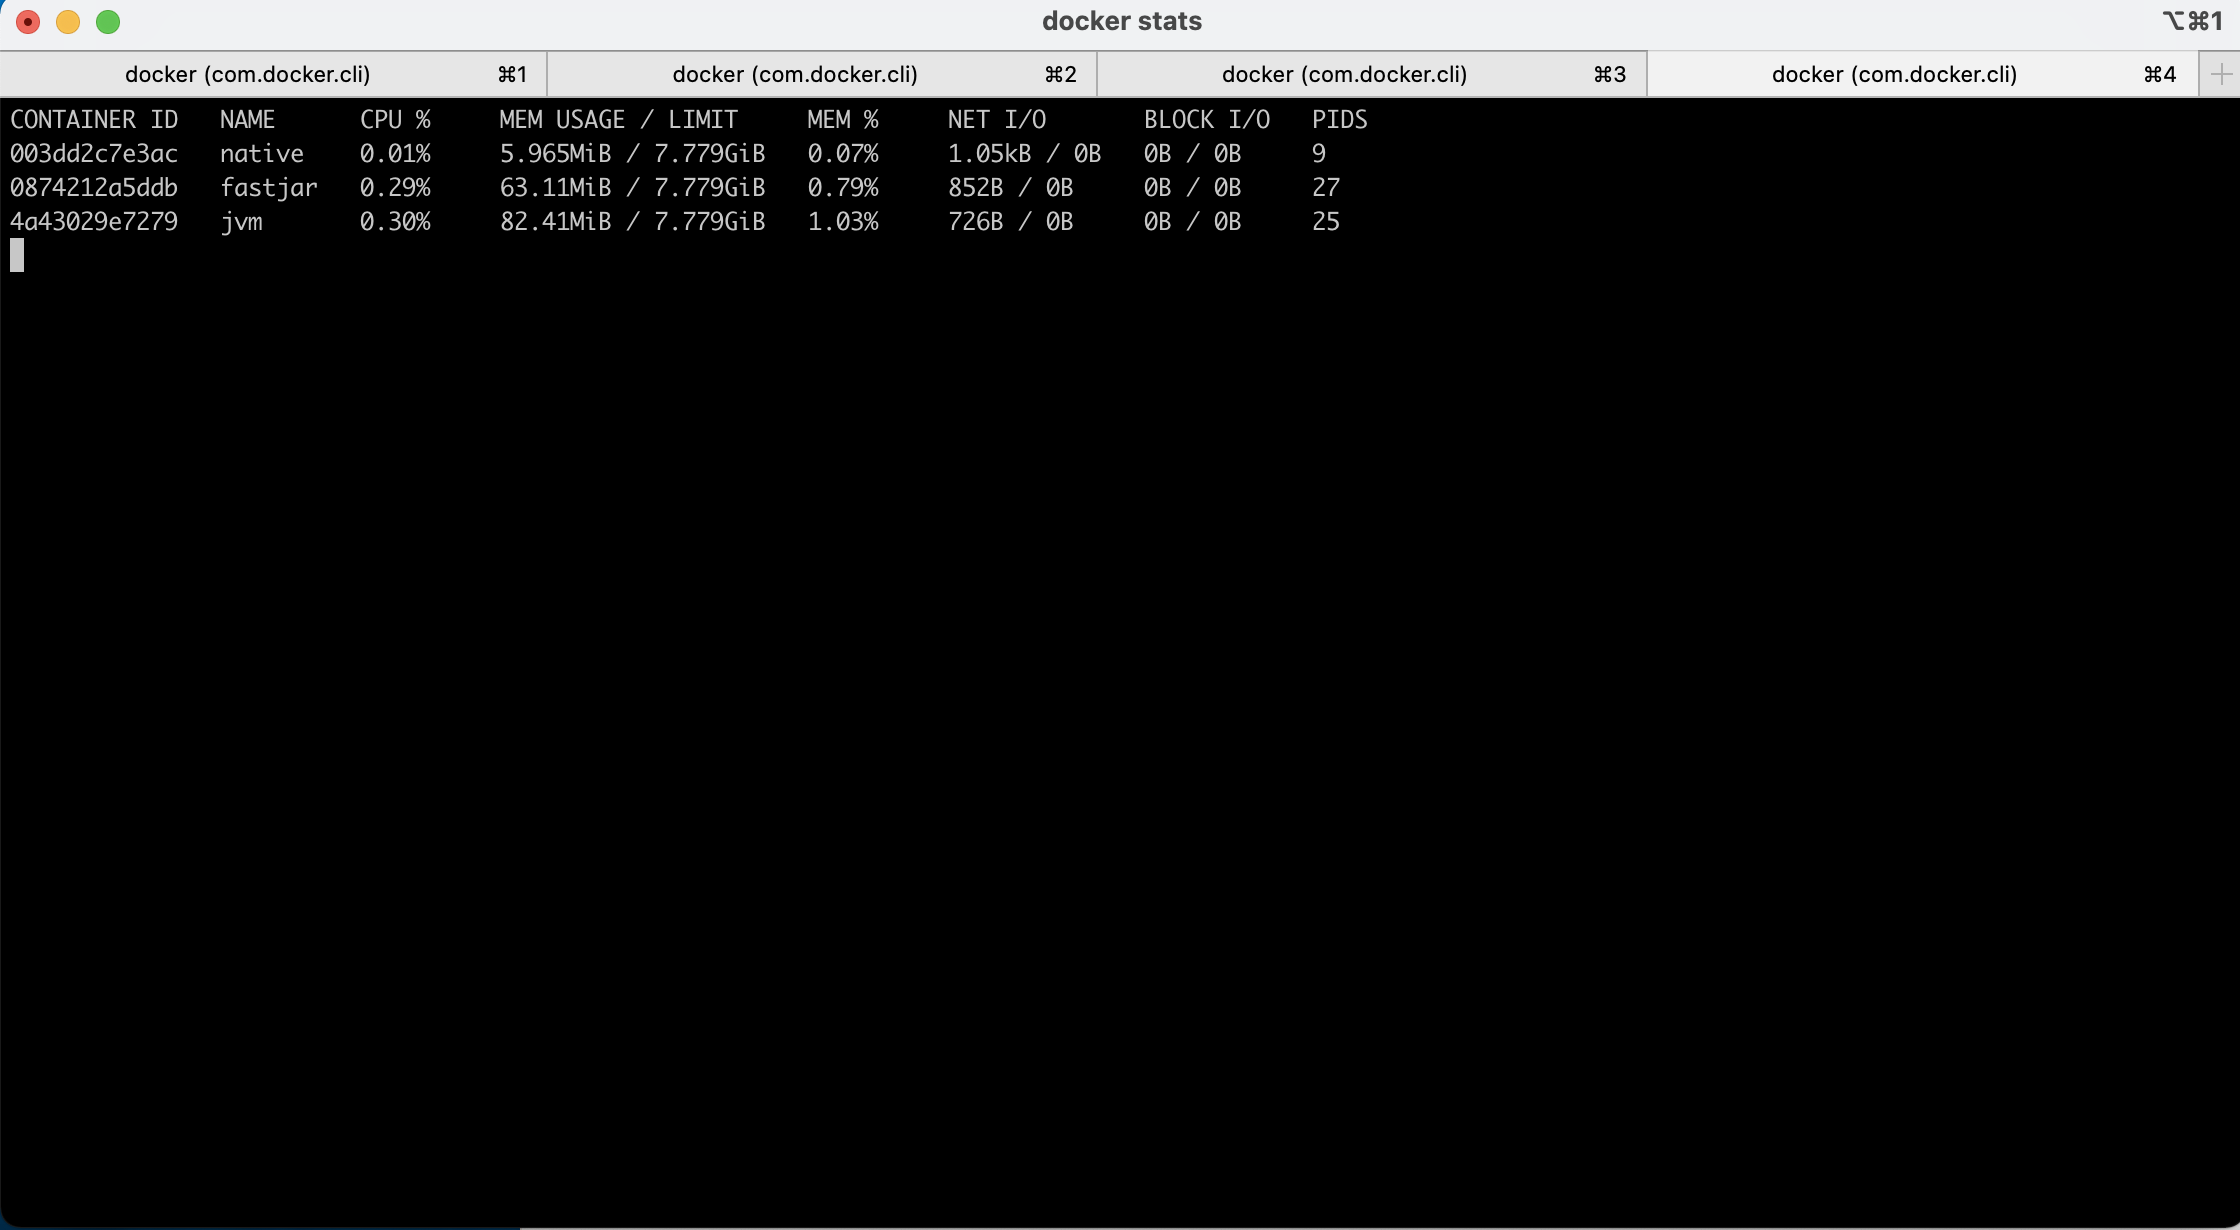 docker stats ⌥⌘1
docker (com.docker.cli) ⌘1 docker (com.docker.cli) ⌘2 docker (com.docker.cli) ⌘3 docker (com.docker.cli) ⌘4
CONTAINER ID NAME CPU % MEM USAGE / LIMIT MEM % NET I/O BLOCK I/O PIDS
003dd2c7e3ac native 0.01% 5.965MiB / 7.779GiB 0.07% 1.05kB / 0B 0B / 0B 9
0874212a5ddb fastjar 0.29% 63.11MiB / 7.779GiB 0.79% 852B / 0B 0B / 0B 27
4a43029e7279 jvm 0.30% 82.41MiB / 7.779GiB 1.03% 726B / 0B 0B / 0B 25